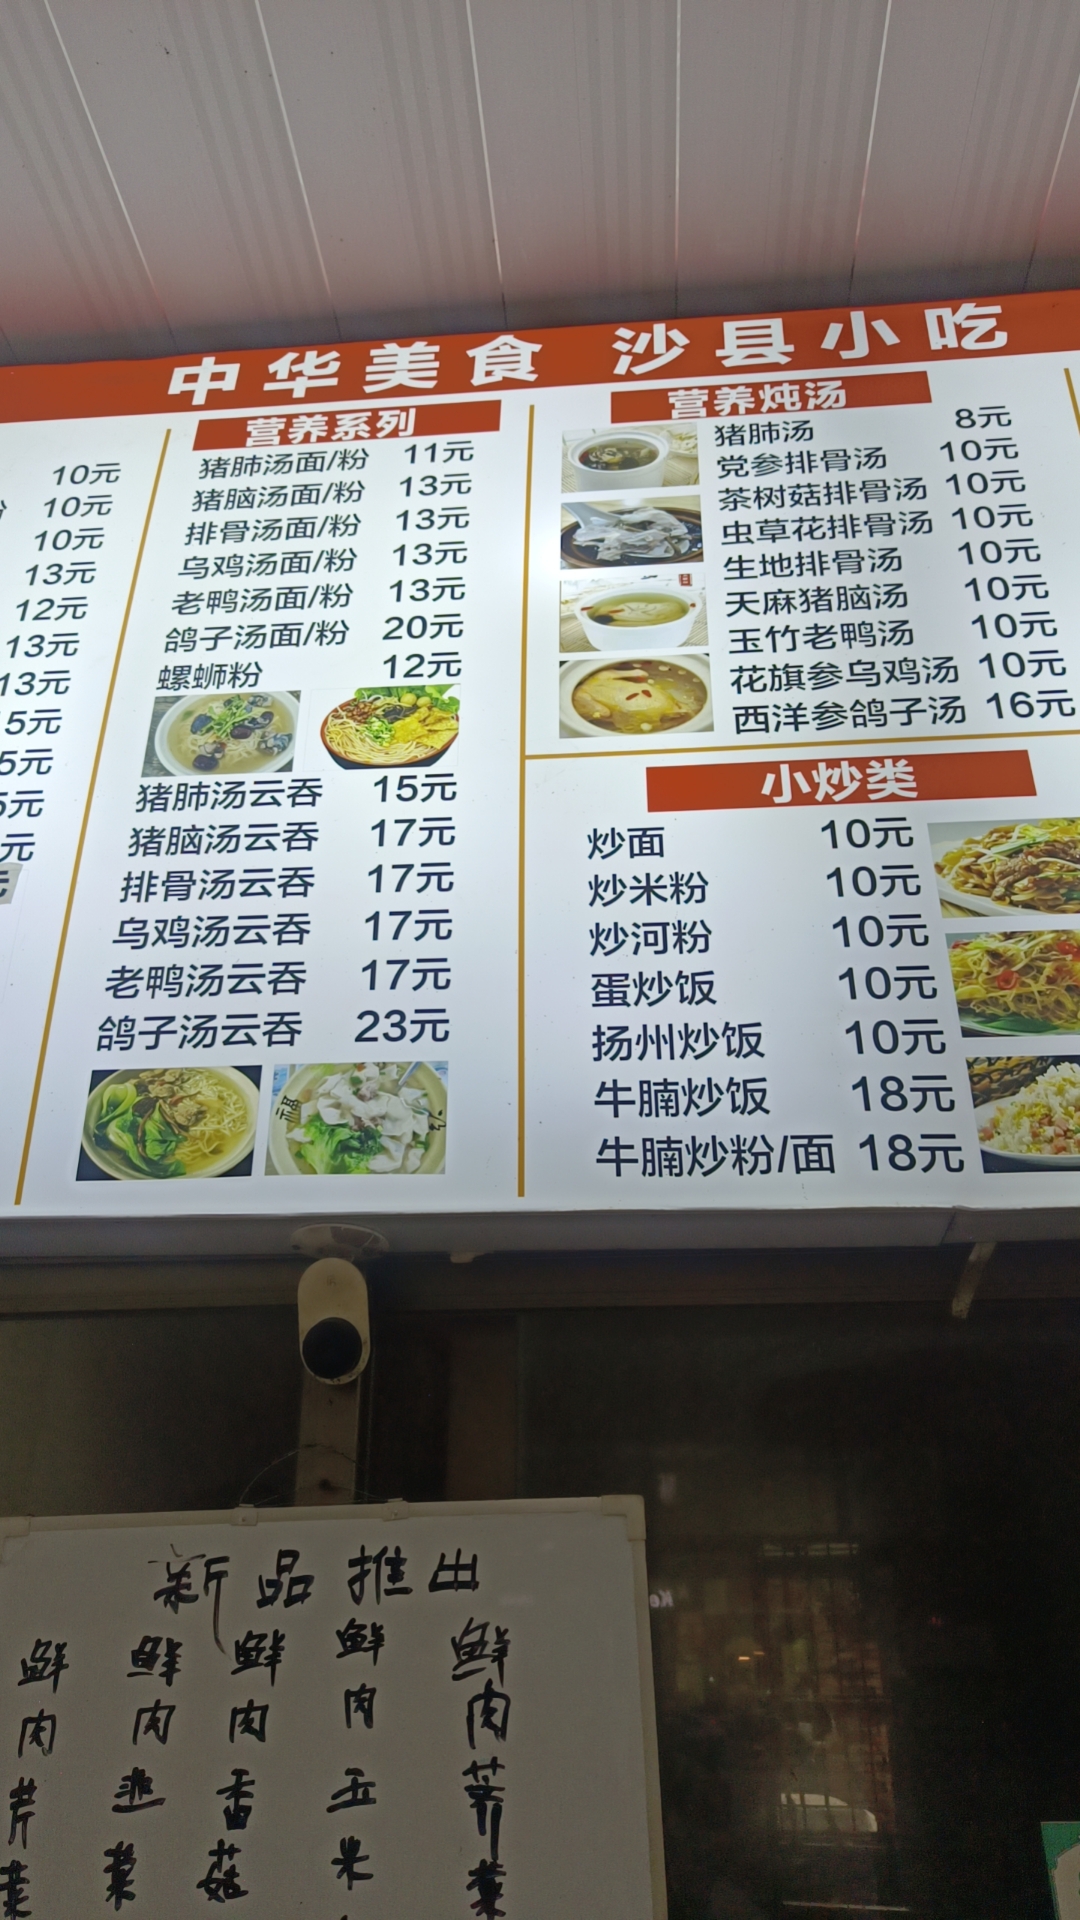 中华美食 沙县小吃
10元
10元
10元
13元
12元
13元
13元
5元
5元
5元
元
营养系列
猪肺汤面/粉 11元
猪脑汤面/粉 13元
排骨汤面/粉 13元
乌鸡汤面/粉 13元
老鸭汤面/粉 13元
鸽子汤面/粉 20元
螺蛳粉 12元
猪肺汤云吞 15元
猪脑汤云吞 17元
排骨汤云吞 17元
乌鸡汤云吞 17元
老鸭汤云吞 17元
鸽子汤云吞 23元
营养炖汤
猪肺汤 8元
党参排骨汤 10元
茶树菇排骨汤 10元
虫草花排骨汤 10元
生地排骨汤 10元
天麻猪脑汤 10元
玉竹老鸭汤 10元
花旗参乌鸡汤 10元
西洋参鸽子汤 16元
小炒类
炒面 10元
炒米粉 10元
炒河粉 10元
蛋炒饭 10元
扬州炒饭 10元
牛腩炒饭 18元
牛腩炒粉/面 18元
新品推出
鲜肉芹菜
鲜肉韭菜
鲜肉香菇
鲜肉玉米
鲜肉荠菜